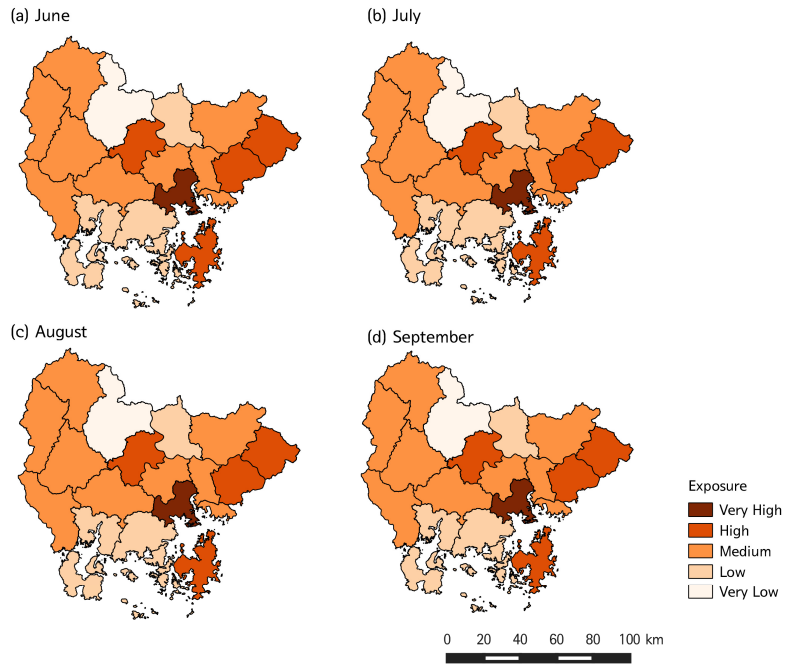 (a) June
(b) July
(c) August
(d) September
Exposure
Very High
High
Medium
Low
Very Low
0 20 40 60 80 100 km